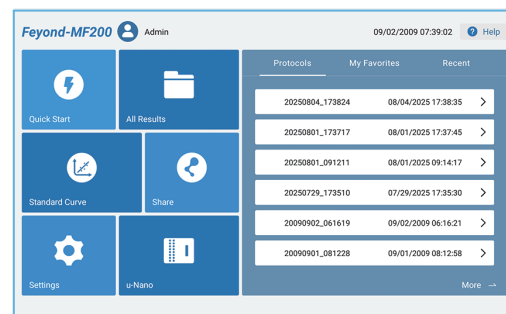 Feyond-MF200 Admin 09/02/2009 07:39:02 ? Help
Protocols My Favorites Recent
Quick Start All Results
Standard Curve Share
Settings u-Nano
20250804_173824 08/04/2025 17:38:35
20250801_173717 08/01/2025 17:37:45
20250801_091211 08/01/2025 09:14:17
20250729_173510 07/29/2025 17:35:30
20090902_061619 09/02/2009 06:16:21
20090901_081228 09/01/2009 08:12:58
More